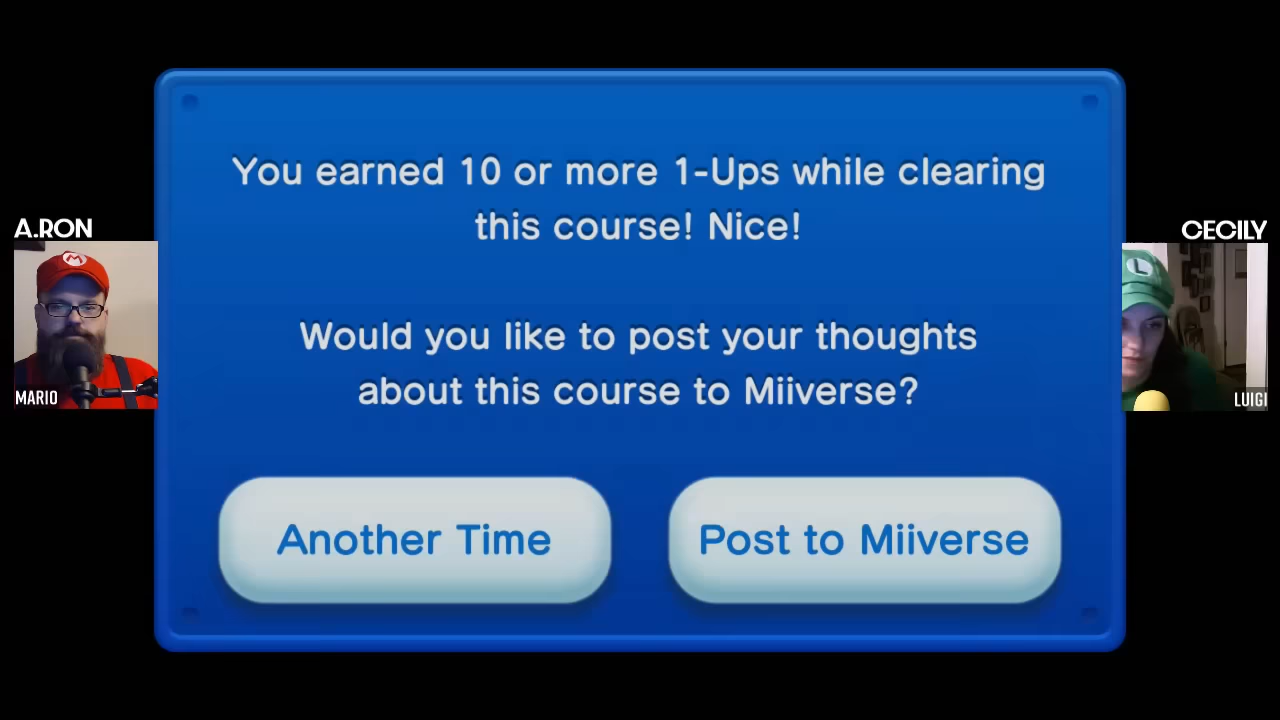 You earned 10 or more 1-Ups while clearing
this course! Nice!
A.RON
CECILY
M
L
Would you like to post your thoughts
about this course to Miiverse?
MARIO
LUIGI
Another Time
Post to Miiverse